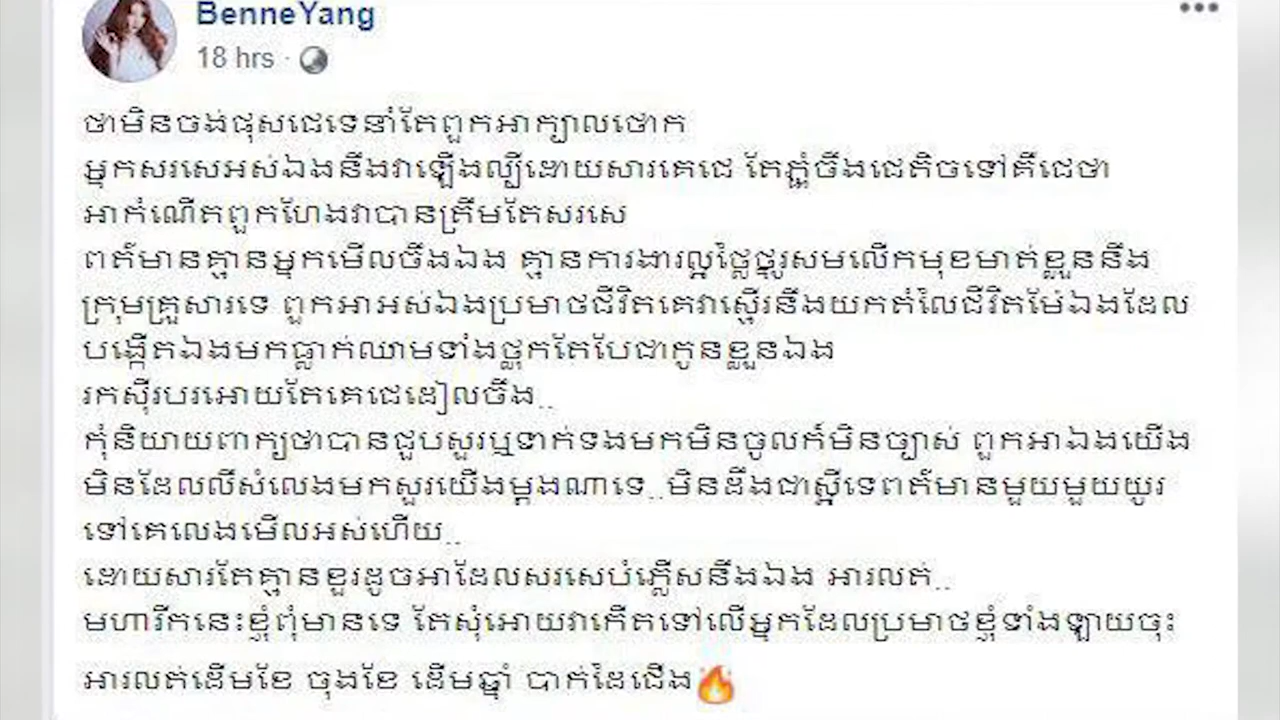 BenneYang
18 hrs ·
ថាមិនចង់ផុសជេទេនាំតែពួកអាក្បាលថោក
អ្នកសរសេអស់ឯងនឹងវាឡើងល្បីដោយសារគេជេ តែភ្ជុំចឹងជេតិចទៅគឺជេថា
អាកំណើតពួកហែងវាបានត្រឹមតែសរសេ
ពត៌មានគ្មានអ្នកមើលចឹងឯង គ្មានការងារល្អថ្លៃថ្នូរសមលើកមុខមាត់ខ្លួននឹង
ក្រុមគ្រួសារទេ ពួកអាអស់ឯងប្រមាថជីវិតគេវាស្មើរនឹងយកតំលៃជីវិតម៉ែឯងដែល
បង្កើតឯងមកធ្លាក់ឈាមទាំងថ្លុកតែបែជាកូនខ្លួនឯង
រកស៊ីរបរអោយតែគេជេដៀលចឹង..
កុំនិយាយពាក្យថាបានជួបសួរឬទាក់ទងមកមិនចូលក៍មិនច្បាស់ ពួកអាឯងយើង
មិនដែលលឺសំលេងមកសួរយើងម្ដងណាទេ..មិនដឹងជាស្អីទេពត៍មានមួយមួយយូរ
ទៅគេលេងមើលអស់ហើយ..
ដោយសារតែគ្មានខួរដូចអាដែលសរសេបំភ្លើសនឹងឯង អារលត់..
មហារីកនេះខ្ញុំពុំមានទេ តែសុំអោយវាកើតទៅលើអ្នកដែលប្រមាថខ្ញុំទាំងឡាយចុះ
អារលត់ដើមខែ ចុងខែ ដើមឆ្នាំ បាក់ដៃជើង🔥